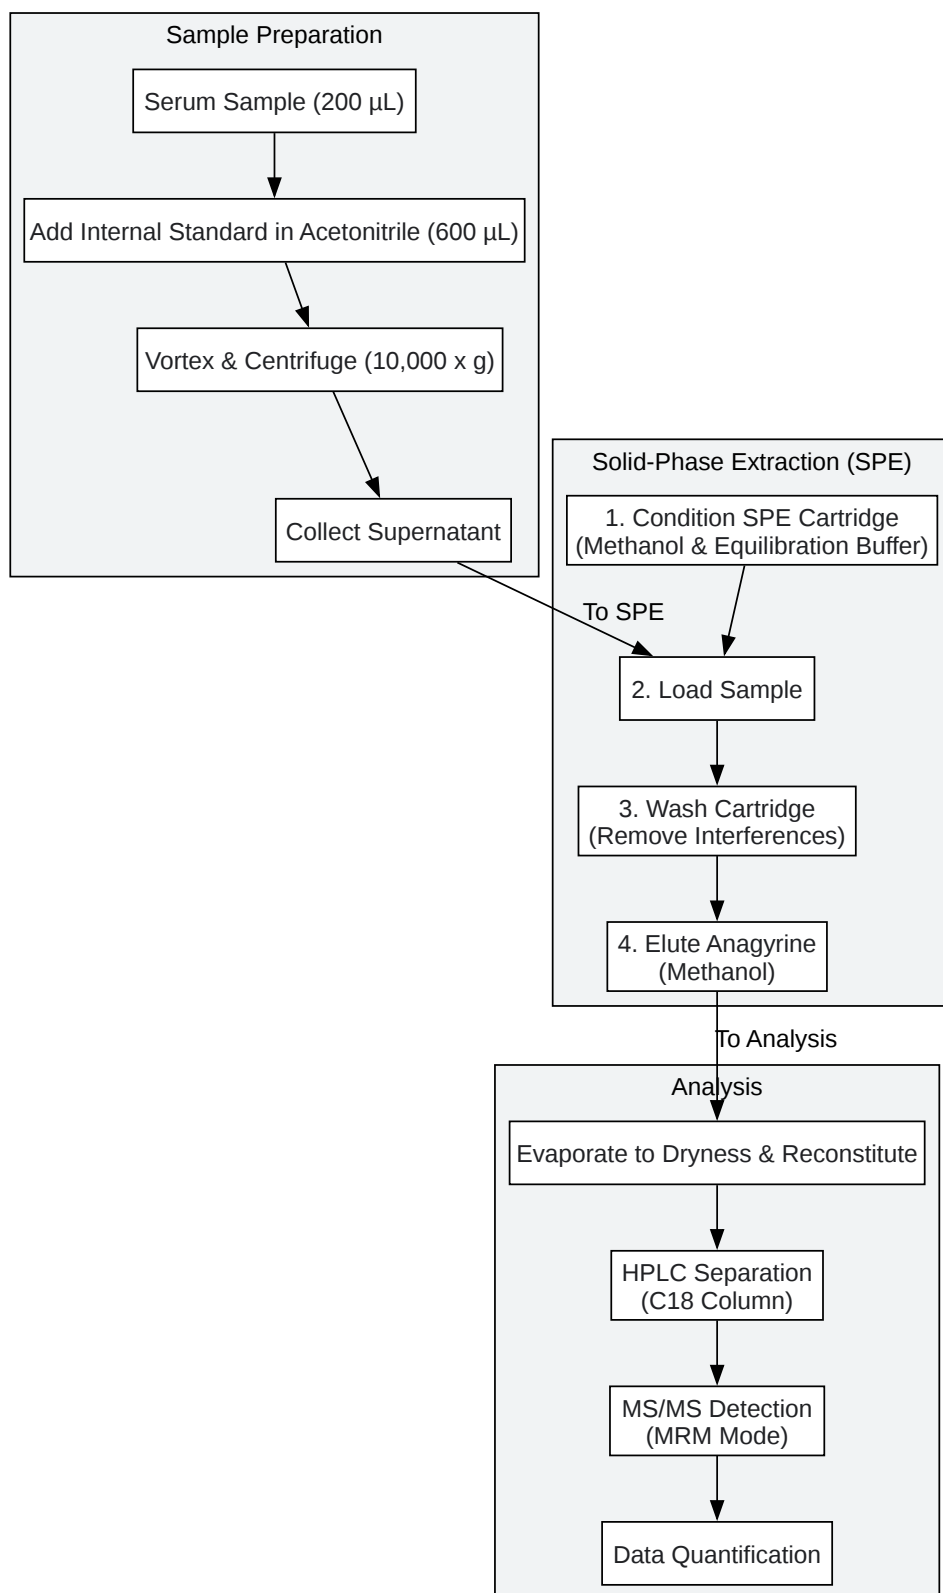 Sample Preparation
Serum Sample (200 µL)
Add Internal Standard in Acetonitrile (600 µL)
Vortex & Centrifuge (10,000 x g)
Collect Supernatant
Solid-Phase Extraction (SPE)
1. Condition SPE Cartridge
(Methanol & Equilibration Buffer)
To SPE
2. Load Sample
3. Wash Cartridge
(Remove Interferences)
4. Elute Anagyrine
(Methanol)
To Analysis
Analysis
Evaporate to Dryness & Reconstitute
HPLC Separation
(C18 Column)
MS/MS Detection
(MRM Mode)
Data Quantification